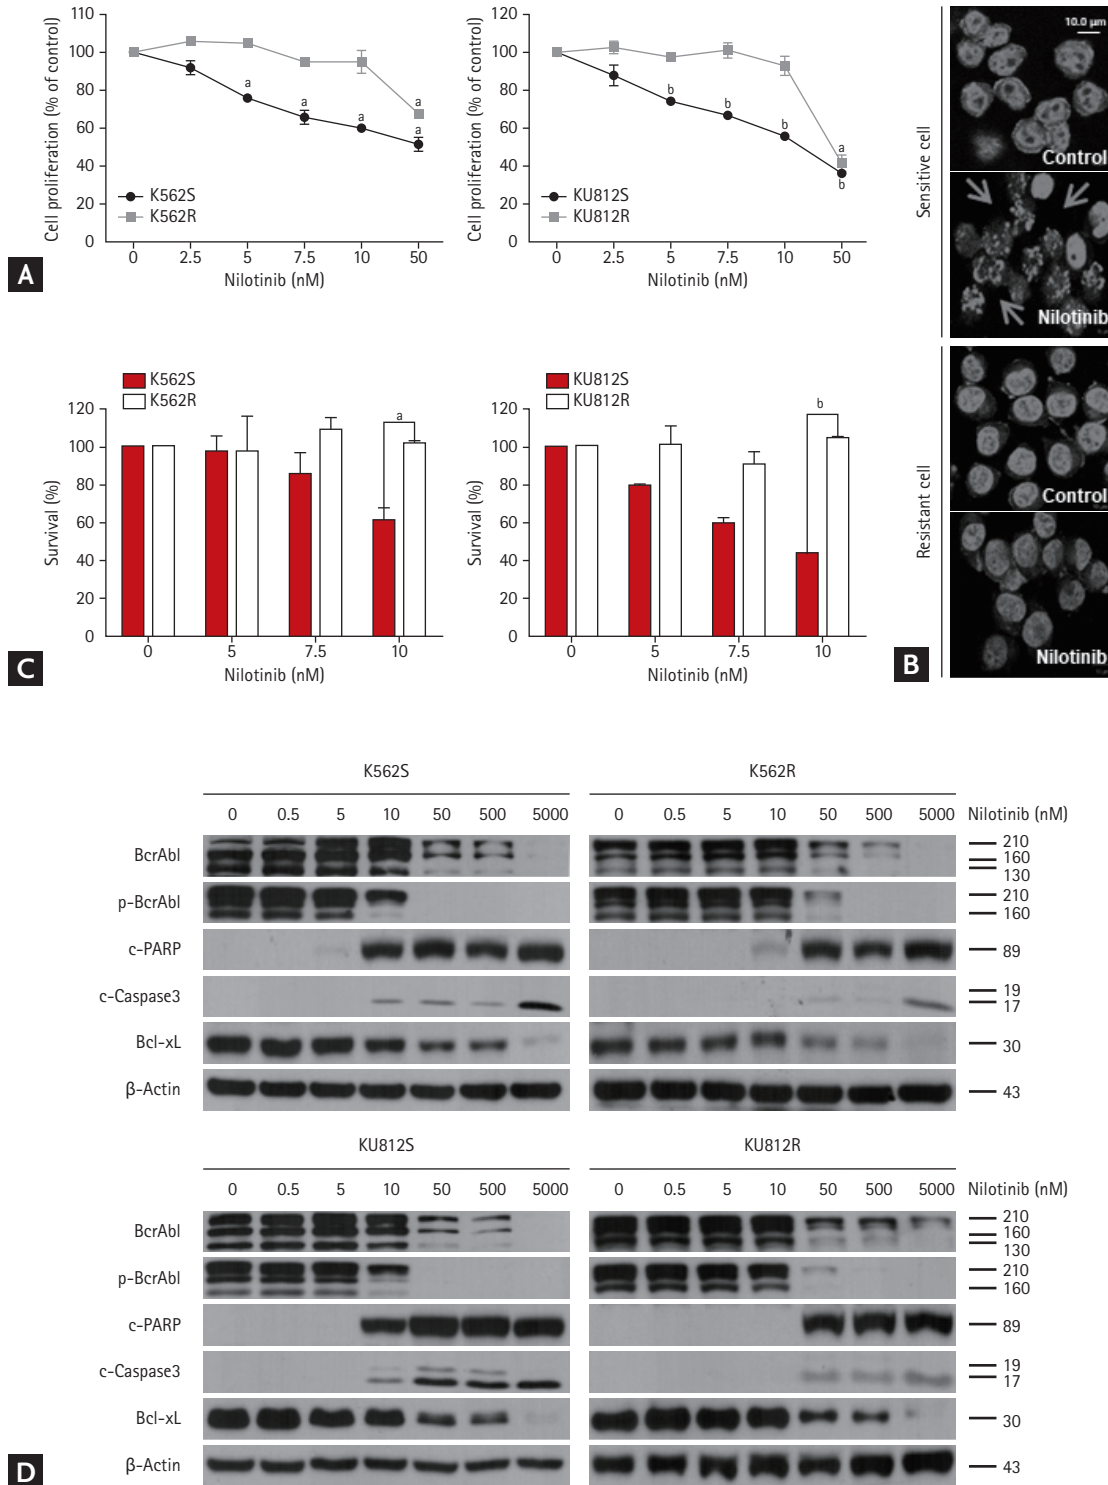 Cell proliferation (% of control)
110
100
80
60
40
20
0
a
a
a
a
a
K562S
K562R
0 2.5 5 7.5 10 50
Nilotinib (nM)
A
Cell proliferation (% of control)
120
100
80
60
40
20
0
b
b
b
a
b
KU812S
KU812R
0 2.5 5 7.5 10 50
Nilotinib (nM)
Sensitive cell
10.0 μm
Control
Nilotinib
Resistant cell
Control
Nilotinib
B
K562S
K562R
Survival (%)
120
100
80
60
40
20
0
a
0 5 7.5 10
Nilotinib (nM)
C
KU812S
KU812R
Survival (%)
120
100
80
60
40
20
0
b
0 5 7.5 10
Nilotinib (nM)
K562S K562R
0 0.5 5 10 50 500 5000 0 0.5 5 10 50 500 5000 Nilotinib (nM)
BcrAbl 210
160
130
p-BcrAbl 210
160
c-PARP 89
c-Caspase3 19
17
Bcl-xL 30
β-Actin 43
KU812S KU812R
0 0.5 5 10 50 500 5000 0 0.5 5 10 50 500 5000 Nilotinib (nM)
BcrAbl 210
160
130
p-BcrAbl 210
160
c-PARP 89
c-Caspase3 19
17
Bcl-xL 30
β-Actin 43
D